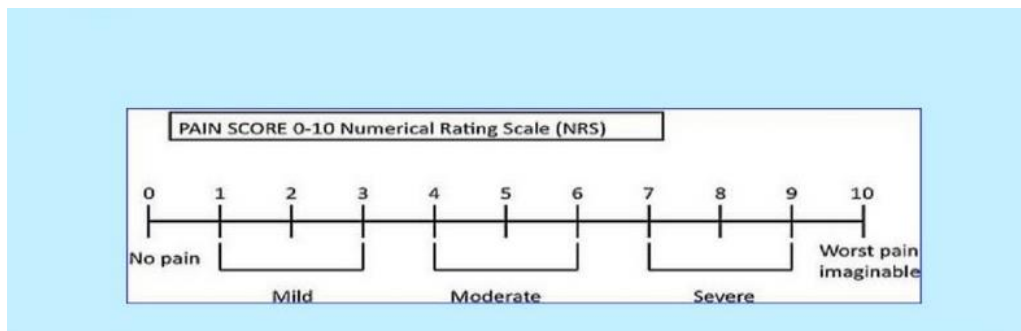 PAIN SCORE 0-10 Numerical Rating Scale (NRS)
0 1 2 3 4 5 6 7 8 9 10
No pain
Worst pain
imaginable
Mild Moderate Severe